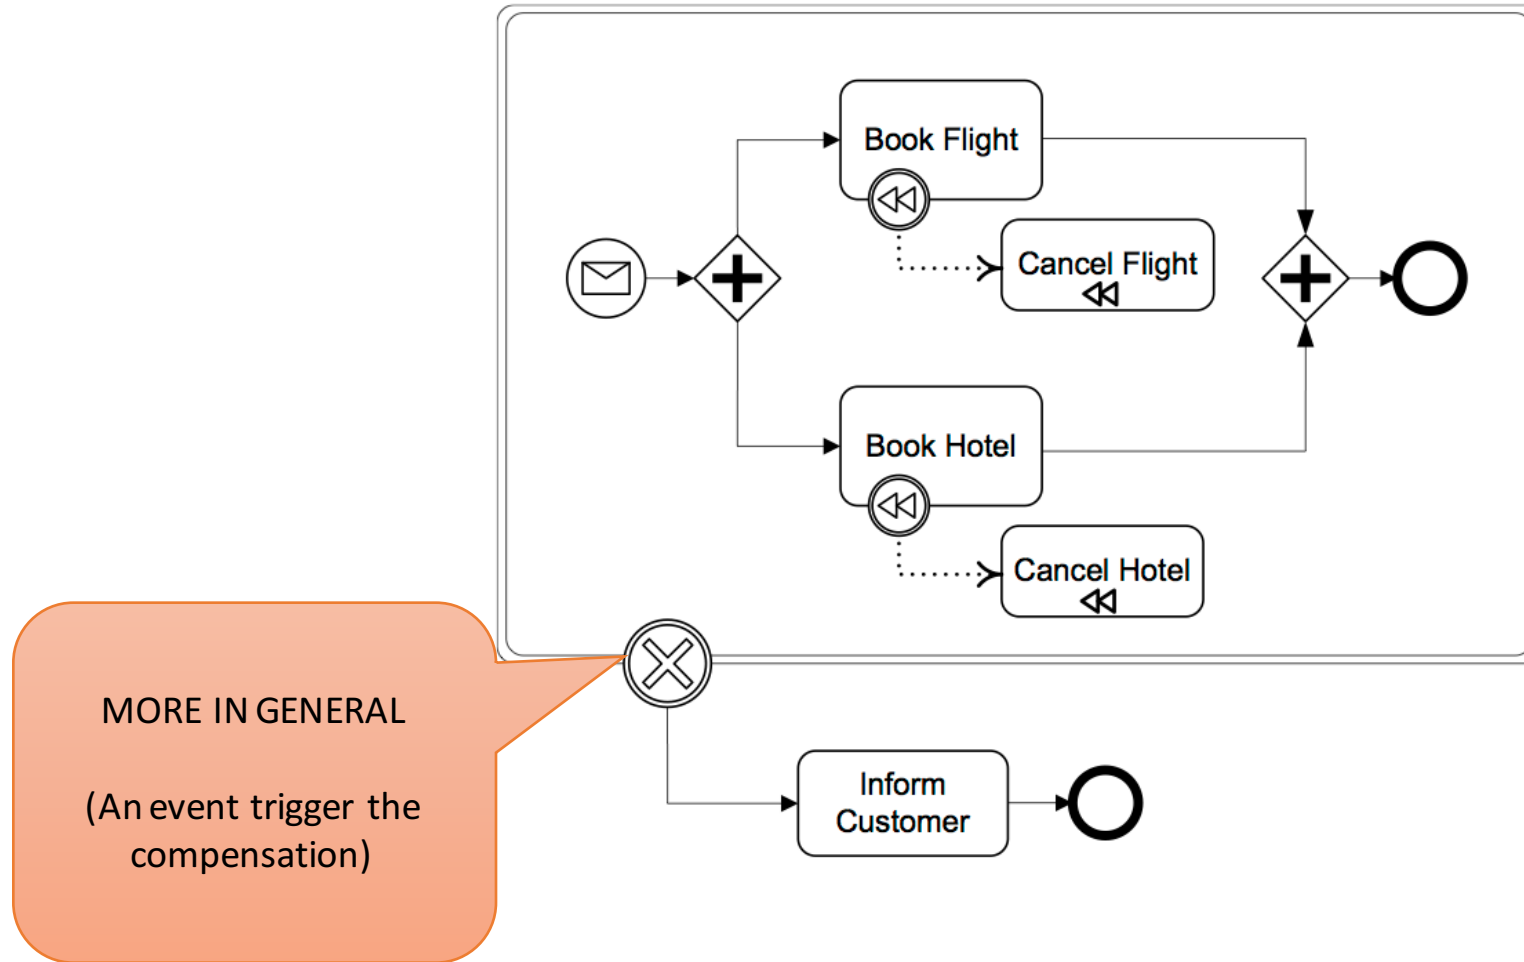 Book Flight
Cancel Flight
Book Hotel
Cancel Hotel
MORE IN GENERAL
(An event trigger the
compensation)
Inform
Customer